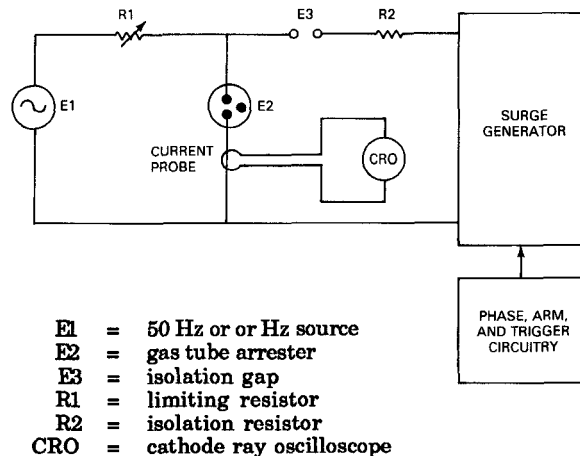 R1
E3
R2
E1
E2
SURGE
GENERATOR
CURRENT
PROBE
CRO
PHASE, ARM,
AND TRIGGER
CIRCUITRY
E1 = 50 Hz or or Hz source
E2 = gas tube arrester
E3 = isolation gap
R1 = limiting resistor
R2 = isolation resistor
CRO = cathode ray oscilloscope